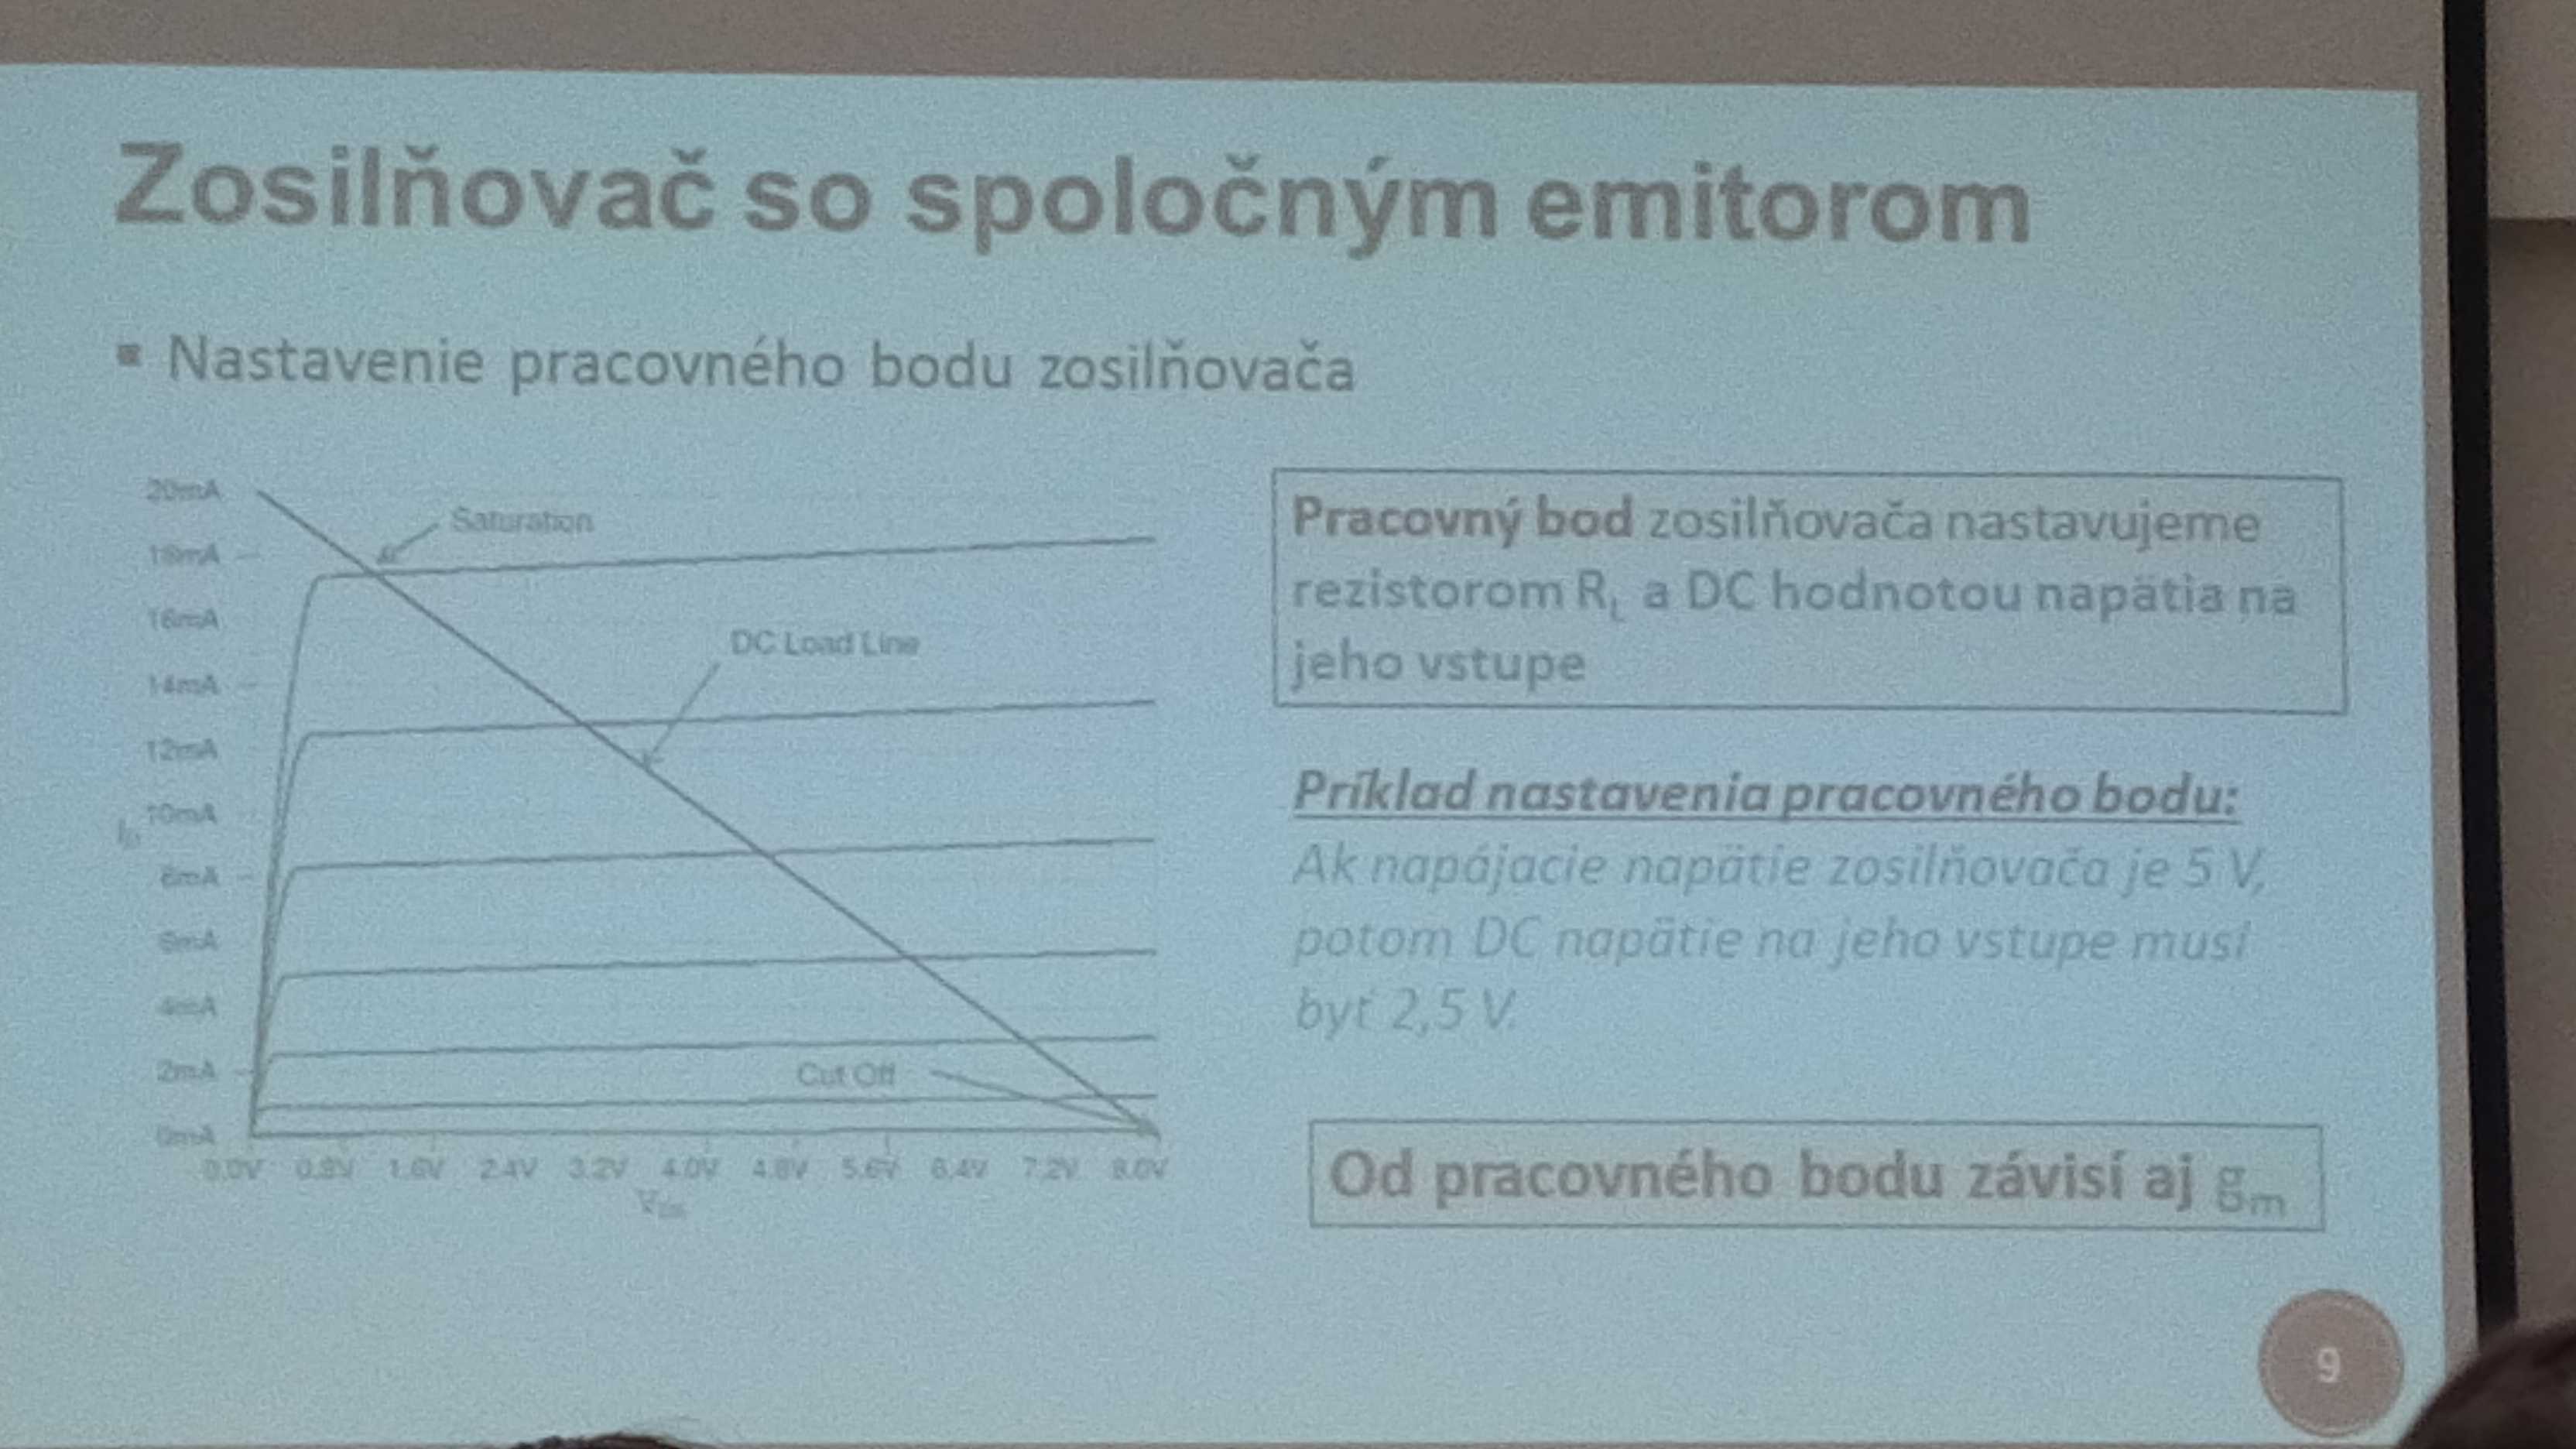 Zosilňovač so spoločným emitorom
▪ Nastavenie pracovného bodu zosilňovača
20mA
Saturation
18mA
16mA
DC Load Line
14mA
12mA
10mA
8mA
6mA
4mA
2mA
Cut Off
0mA
0.0V 0.8V 1.6V 2.4V 3.2V 4.0V 4.8V 5.6V 6.4V 7.2V 8.0V
Pracovný bod zosilňovača nastavujeme
rezistorom R_L a DC hodnotou napätia na
jeho vstupe
Príklad nastavenia pracovného bodu:
Ak napájacie napätie zosilňovača je 5 V,
potom DC napätie na jeho vstupe musí
byť 2,5 V.
Od pracovného bodu závisí aj g_m
9